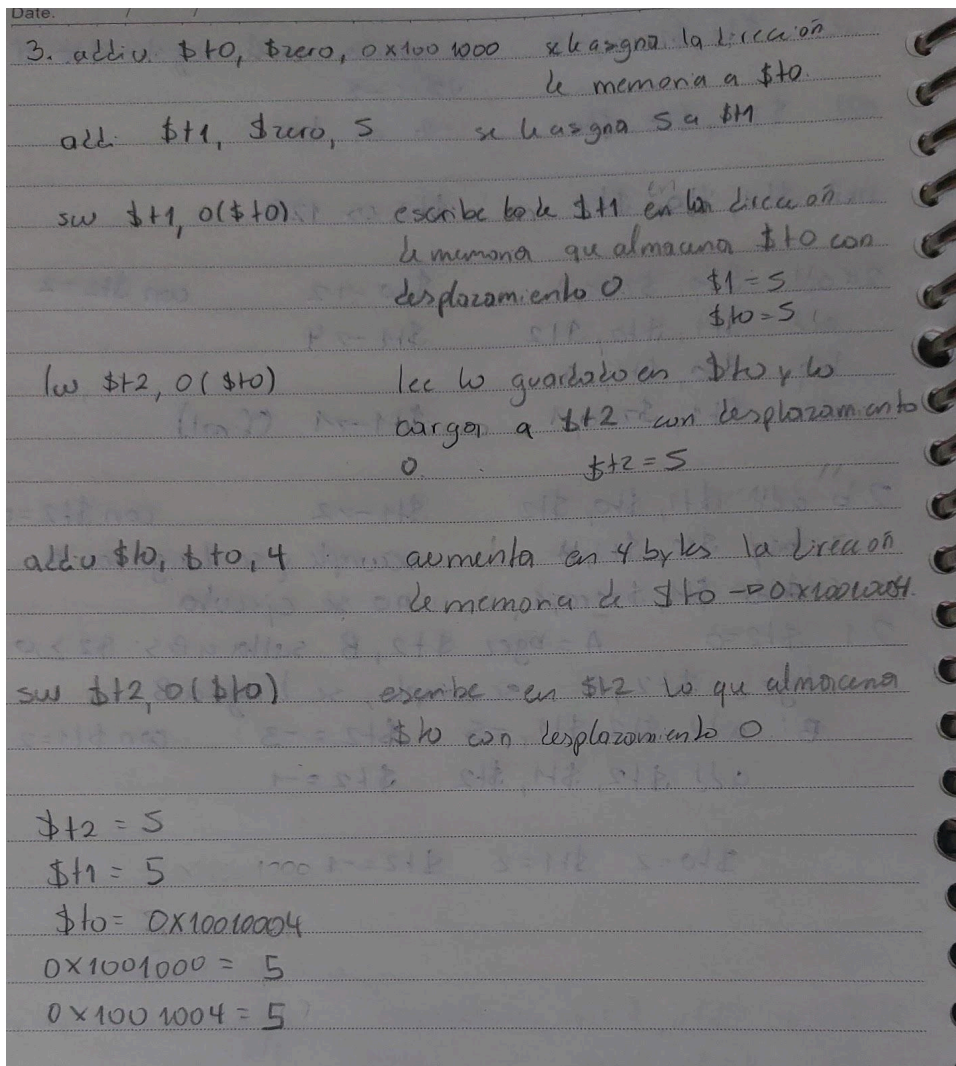 Date.
3. addiu $t0, $zero, 0x1001000 se le asigna la dirección
de memoria a $t0.
add. $t1, $zero, 5 se le asigna 5 a $t1
sw $t1, 0($t0) escribe lo de $t1 en la dirección
de memoria que almacena $t0 con
desplazamiento 0 $1 = 5
$t0 = 5
lw $t2, 0($t0) lee lo guardado en $t0 y lo
carga a $t2 con desplazamiento
0. $t2 = 5
addiu $t0, $t0, 4 aumenta en 4 bytes la dirección
de memoria de $t0 → 0x10010004.
sw $t2, 0($t0) escribe en $t2 lo que almacena
$t0 con desplazamiento 0
$t2 = 5
$t1 = 5
$t0 = 0x10010004
0x1001000 = 5
0x1001004 = 5